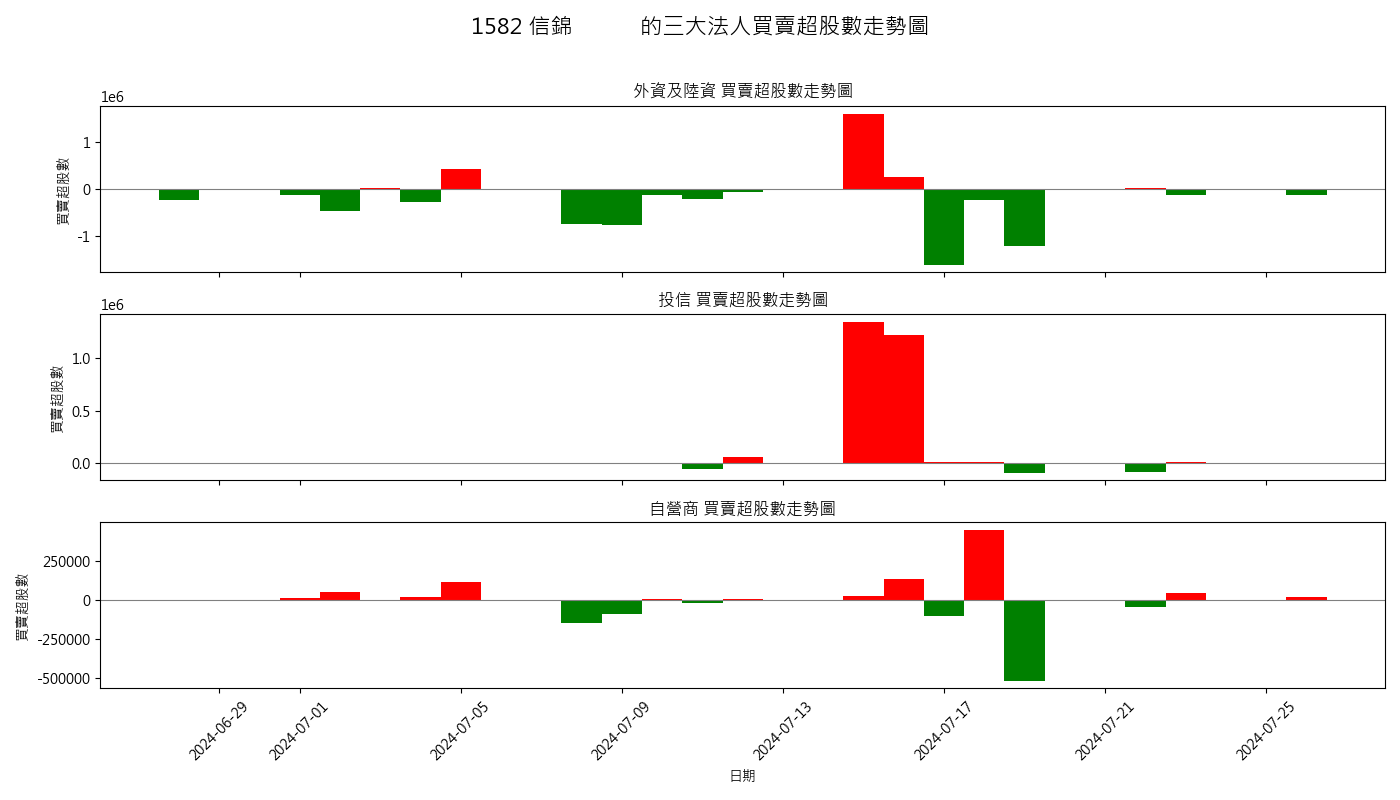 1582 信錦 的三大法人買賣超股數走勢圖
外資及陸資 買賣超股數走勢圖
1e6
買賣超股數
1
0
-1
投信 買賣超股數走勢圖
1e6
買賣超股數
1.0
0.5
0.0
自營商 買賣超股數走勢圖
買賣超股數
250000
0
-250000
-500000
2024-06-29
2024-07-01
2024-07-05
2024-07-09
2024-07-13
2024-07-17
2024-07-21
2024-07-25
日期